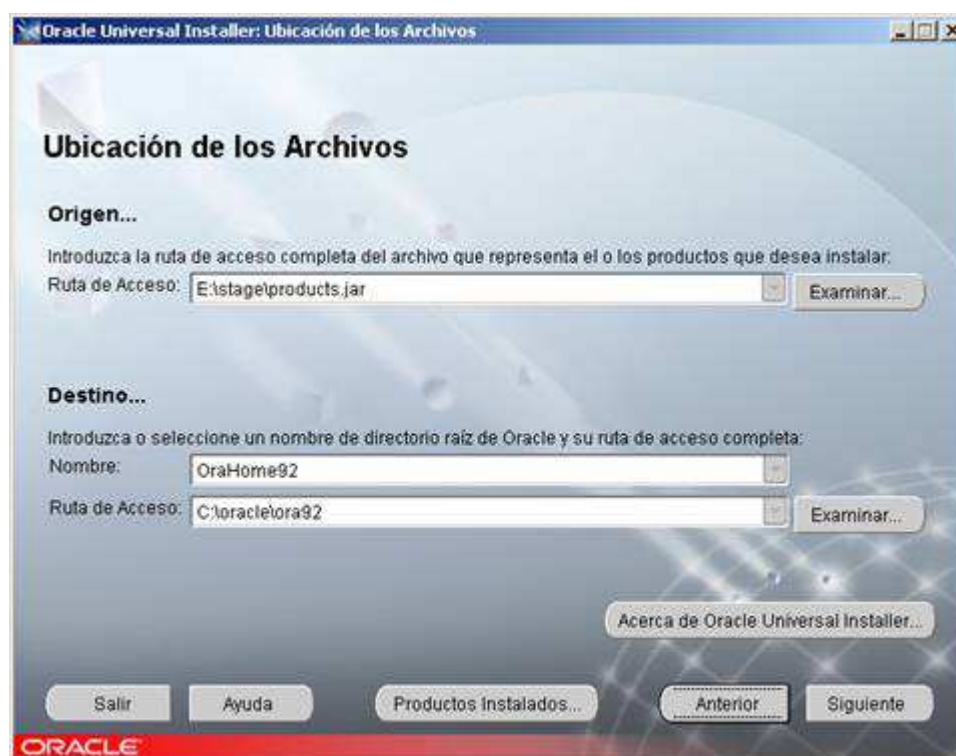 Oracle Universal Installer: Ubicación de los Archivos
Ubicación de los Archivos
Origen...
Introduzca la ruta de acceso completa del archivo que representa el o los productos que desea instalar:
Ruta de Acceso: E:\stage\products.jar Examinar...
Destino...
Introduzca o seleccione un nombre de directorio raíz de Oracle y su ruta de acceso completa:
Nombre: OraHome92
Ruta de Acceso: C:\oracle\ora92 Examinar...
Acerca de Oracle Universal Installer...
Salir Ayuda Productos Instalados... Anterior Siguiente
ORACLE